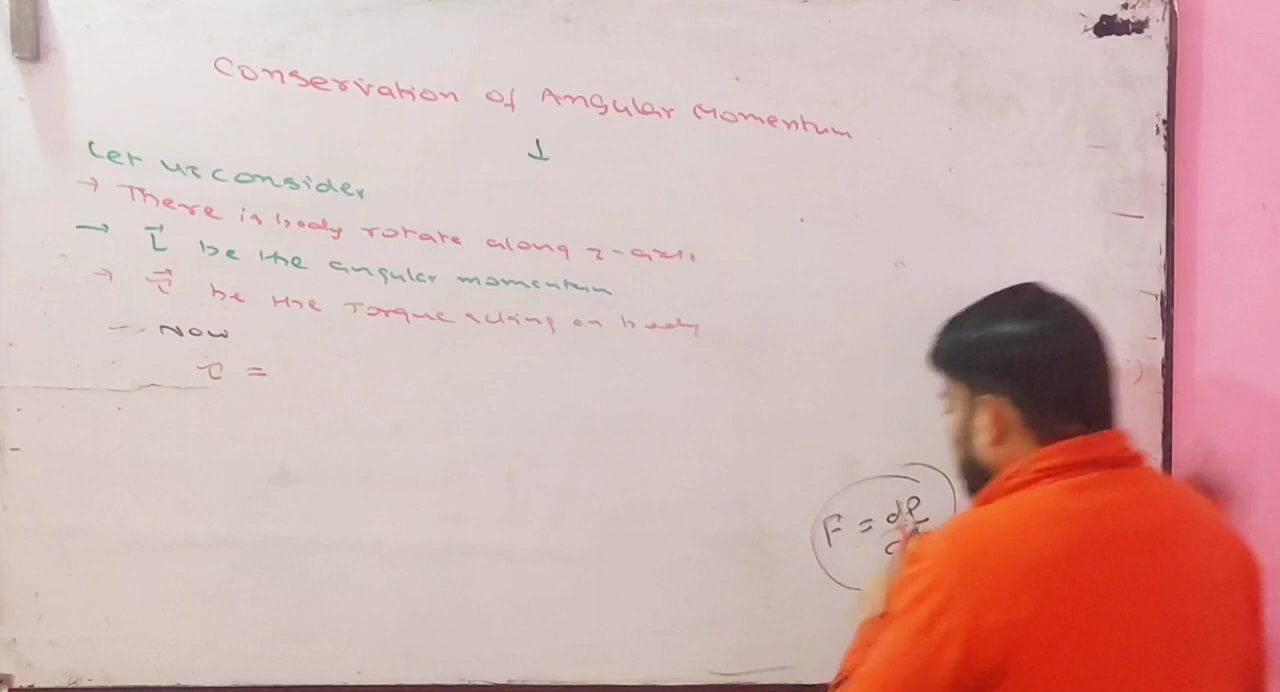 Conservation of Angular Momentum
↓
Let us consider
→ There is body rotate along z-axis
→ L⃗ be the angular momentum
→ τ⃗ be the Torque acting on body
- Now
τ =
F = dP